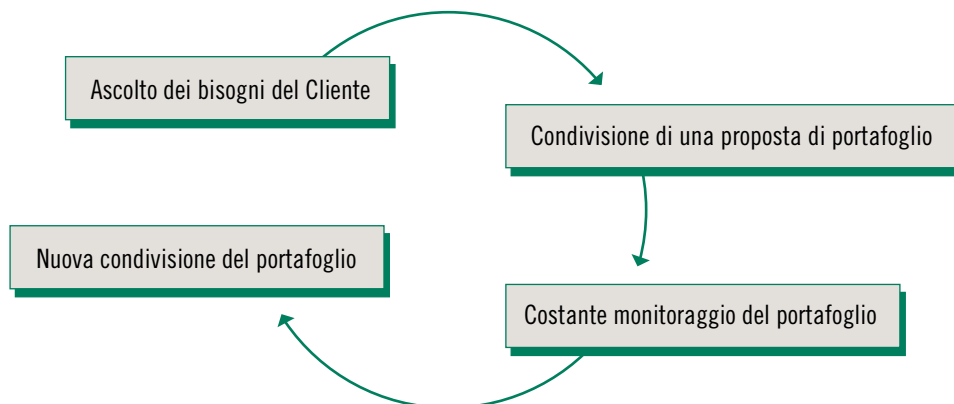 Ascolto dei bisogni del Cliente
Condivisione di una proposta di portafoglio
Costante monitoraggio del portafoglio
Nuova condivisione del portafoglio